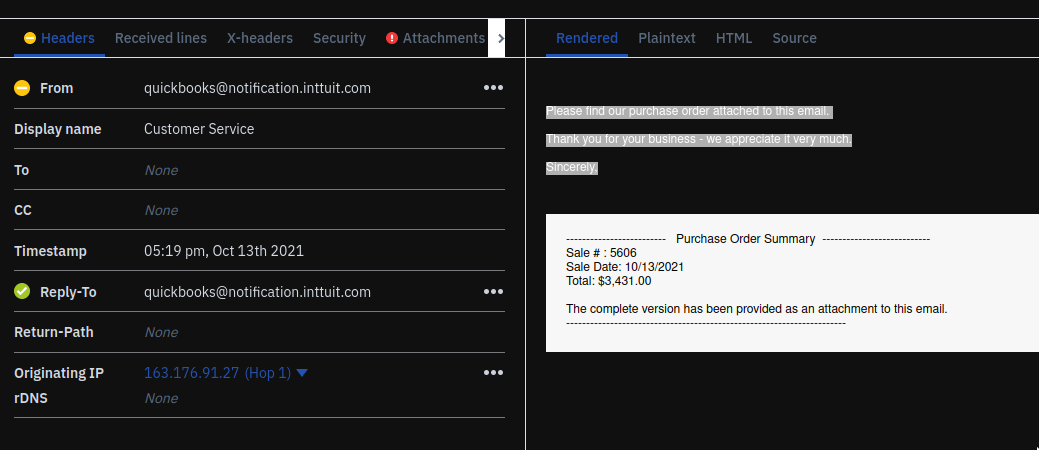 Headers Received lines X-headers Security Attachments
Rendered Plaintext HTML Source
From quickbooks@notification.inttuit.com
Display name Customer Service
To None
CC None
Timestamp 05:19 pm, Oct 13th 2021
Reply-To quickbooks@notification.inttuit.com
Return-Path None
Originating IP 163.176.91.27 (Hop 1)
rDNS None
Please find our purchase order attached to this email.
Thank you for your business - we appreciate it very much.
Sincerely,
------------------------- Purchase Order Summary ---------------------------
Sale # : 5606
Sale Date: 10/13/2021
Total: $3,431.00
The complete version has been provided as an attachment to this email.
----------------------------------------------------------------------